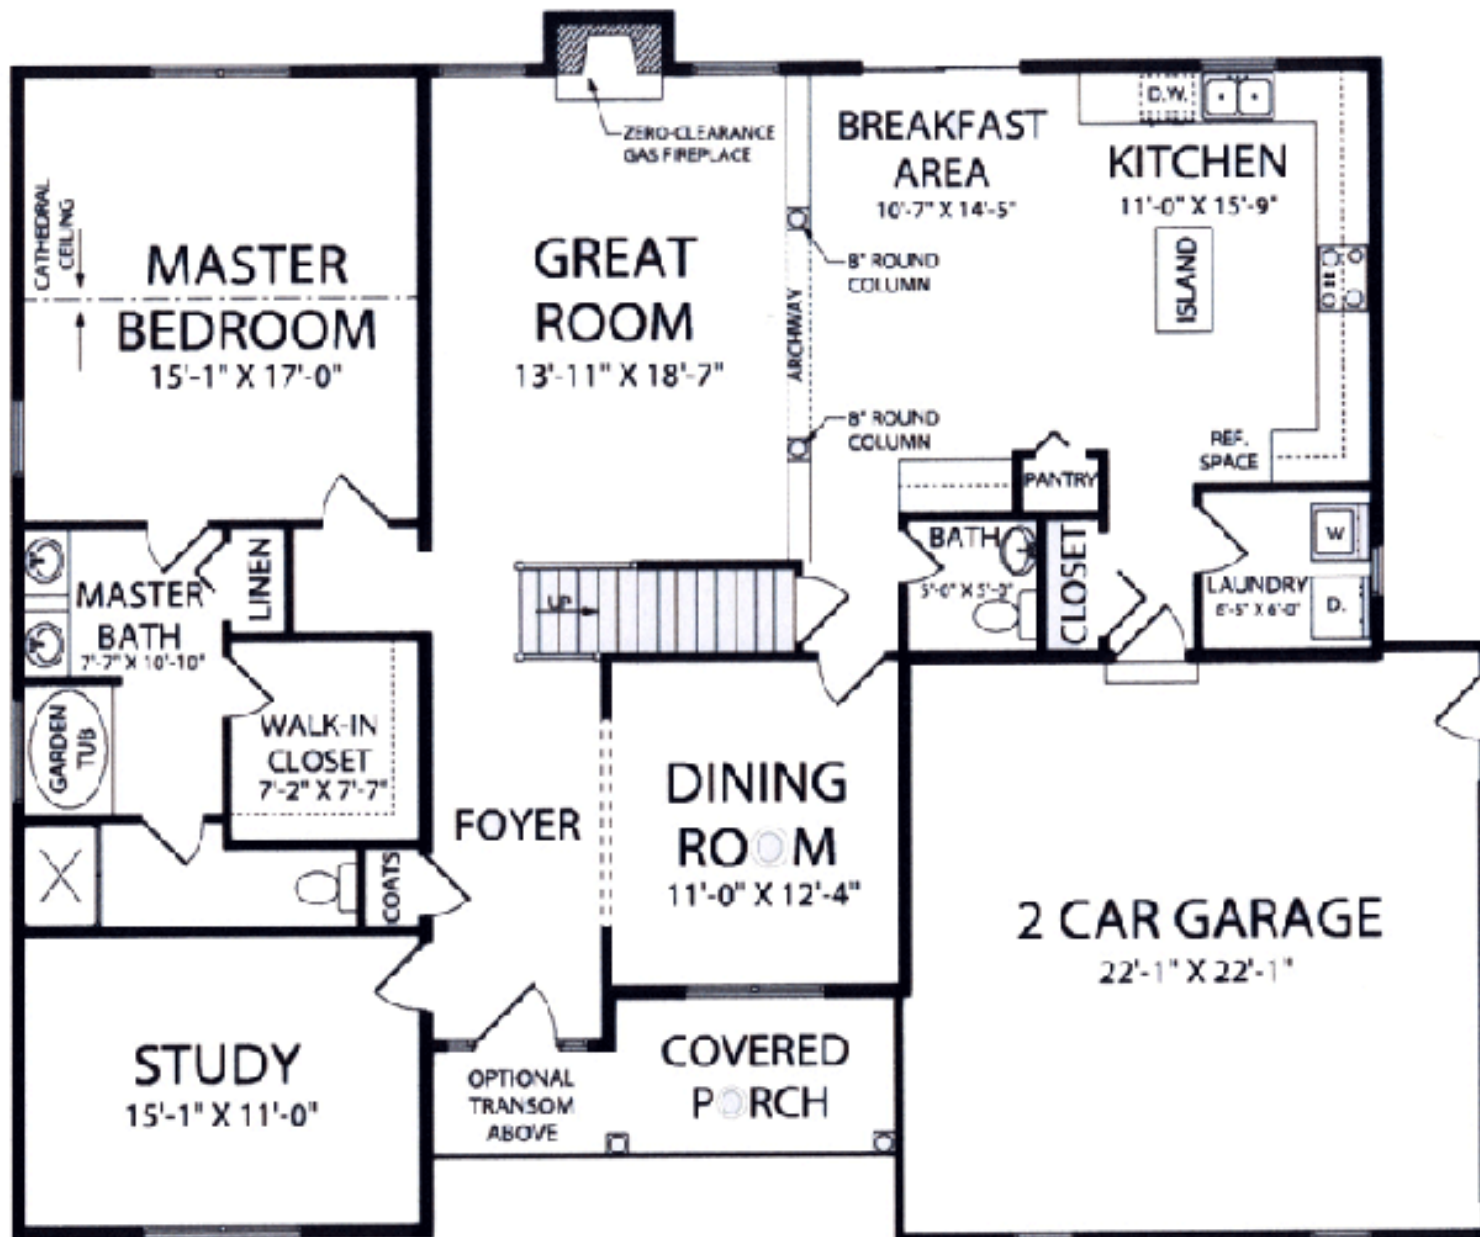 ZERO-CLEARANCE
GAS FIREPLACE
CATHEDRAL
CEILING
MASTER
BEDROOM
15'-1" X 17'-0"
GREAT
ROOM
13'-11" X 18'-7"
BREAKFAST
AREA
10'-7" X 14'-5"
D.W.
KITCHEN
11'-0" X 15'-9"
ISLAND
8" ROUND
COLUMN
ARCHWAY
8" ROUND
COLUMN
REF.
SPACE
PANTRY
BATH
5'-0" X 5'-0"
CLOSET
W
LAUNDRY
6'-5" X 6'-0"
D.
LINEN
MASTER
BATH
7'-7" X 10'-10"
UP
GARDEN
TUB
WALK-IN
CLOSET
7'-2" X 7'-7"
FOYER
DINING
ROOM
11'-0" X 12'-4"
COATS
2 CAR GARAGE
22'-1" X 22'-1"
STUDY
15'-1" X 11'-0"
OPTIONAL
TRANSOM
ABOVE
COVERED
PORCH